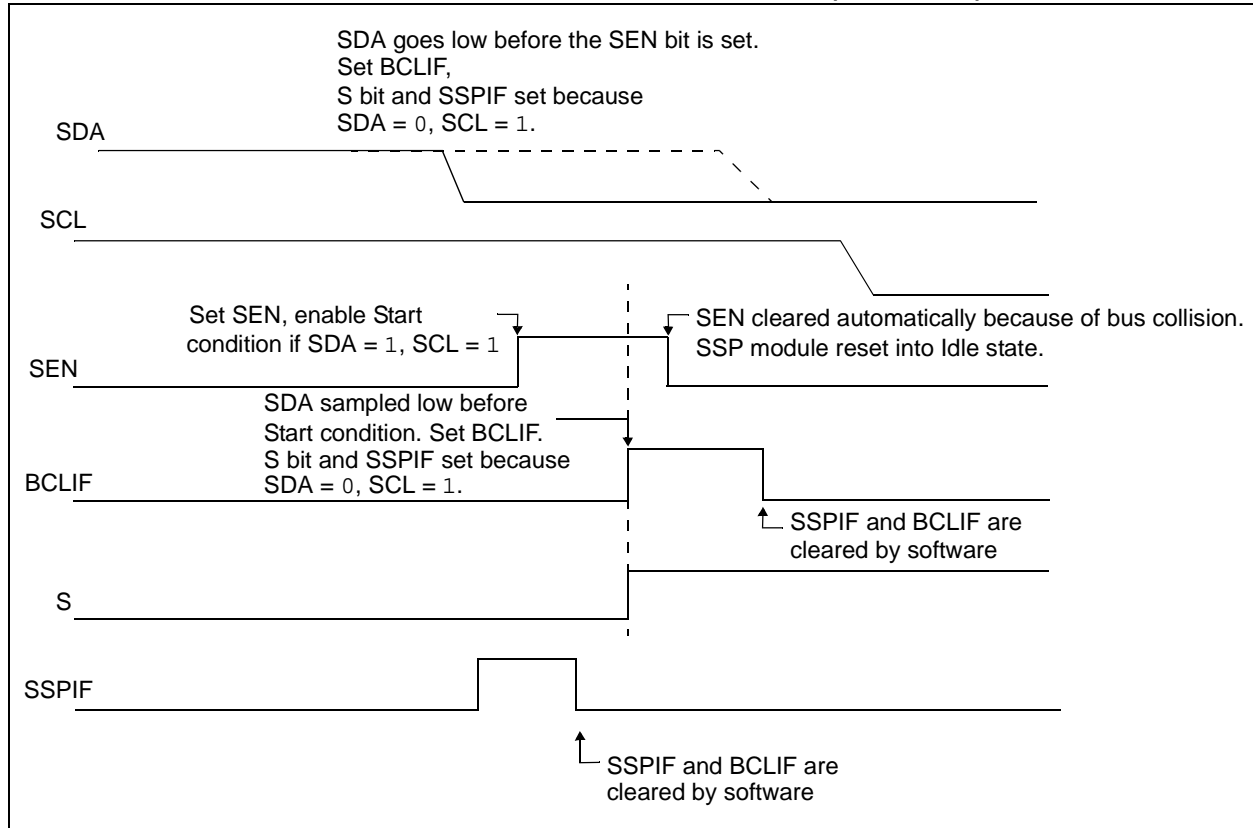 SDA goes low before the SEN bit is set.
Set BCLIF,
S bit and SSPIF set because
SDA = 0, SCL = 1.
SDA
SCL
Set SEN, enable Start
condition if SDA = 1, SCL = 1
SEN cleared automatically because of bus collision.
SSP module reset into Idle state.
SEN
SDA sampled low before
Start condition. Set BCLIF.
S bit and SSPIF set because
SDA = 0, SCL = 1.
BCLIF
SSPIF and BCLIF are
cleared by software
S
SSPIF
SSPIF and BCLIF are
cleared by software